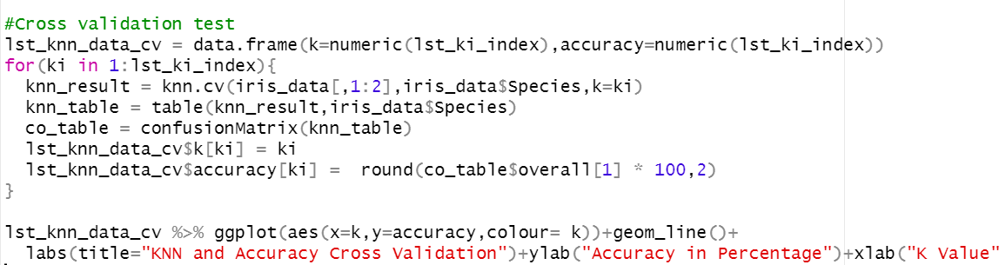 #Cross validation test
lst_knn_data_cv = data.frame(k=numeric(lst_ki_index),accuracy=numeric(lst_ki_index))
for(ki in 1:lst_ki_index){
  knn_result = knn.cv(iris_data[,1:2],iris_data$Species,k=ki)
  knn_table = table(knn_result,iris_data$Species)
  co_table = confusionMatrix(knn_table)
  lst_knn_data_cv$k[ki] = ki
  lst_knn_data_cv$accuracy[ki] =  round(co_table$overall[1] * 100,2)
}
lst_knn_data_cv %>% ggplot(aes(x=k,y=accuracy,colour= k))+geom_line()+
  labs(title="KNN and Accuracy Cross Validation")+ylab("Accuracy in Percentage")+xlab("K Value"